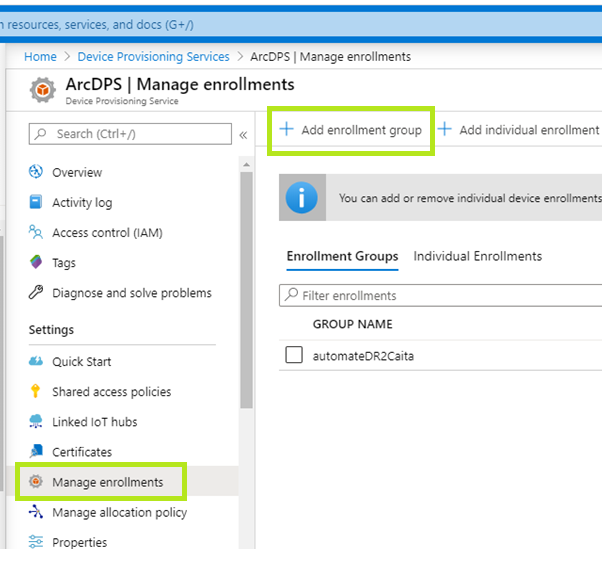 resources, services, and docs (G+/)
Home > Device Provisioning Services > ArcDPS | Manage enrollments
ArcDPS | Manage enrollments
Device Provisioning Service
Search (Ctrl+/)
«
+ Add enrollment group
+ Add individual enrollment
Overview
Activity log
Access control (IAM)
Tags
Diagnose and solve problems
Settings
Quick Start
Shared access policies
Linked IoT hubs
Certificates
Manage enrollments
Manage allocation policy
Properties
You can add or remove individual device enrollments
Enrollment Groups
Individual Enrollments
Filter enrollments
GROUP NAME
automateDR2Caita